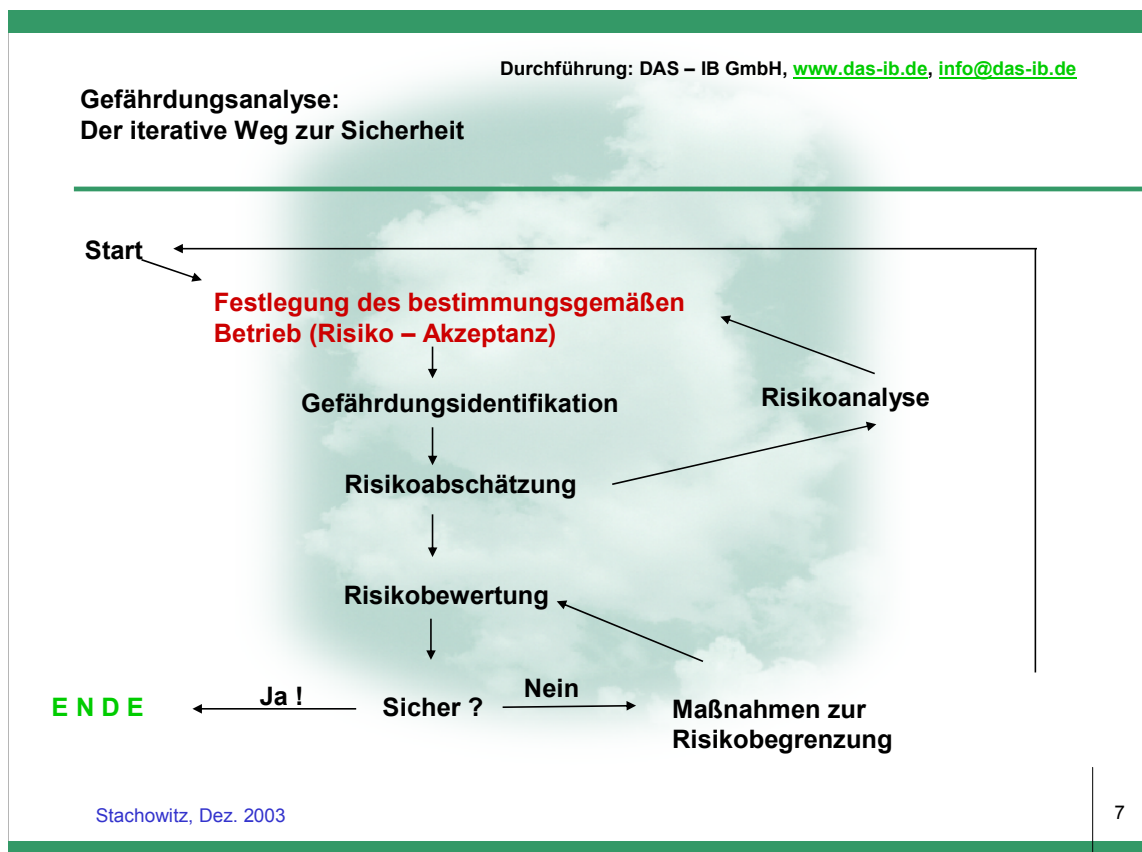 Durchführung: DAS – IB GmbH, www.das-ib.de, info@das-ib.de
Gefährdungsanalyse:
Der iterative Weg zur Sicherheit
Start
Festlegung des bestimmungsgemäßen
Betrieb (Risiko – Akzeptanz)
Gefährdungsidentifikation
Risikoanalyse
Risikoabschätzung
Risikobewertung
E N D E
Ja !
Sicher ?
Nein
Maßnahmen zur
Risikobegrenzung
Stachowitz, Dez. 2003
7